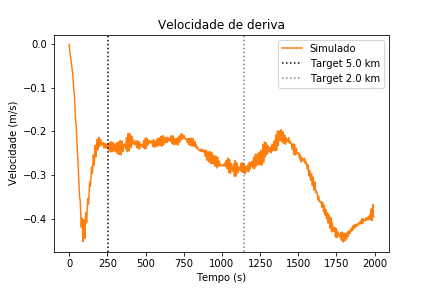 Velocidade de deriva
Simulado
Target 5.0 km
Target 2.0 km
Velocidade (m/s)
0.0
−0.1
−0.2
−0.3
−0.4
0 250 500 750 1000 1250 1500 1750 2000
Tempo (s)